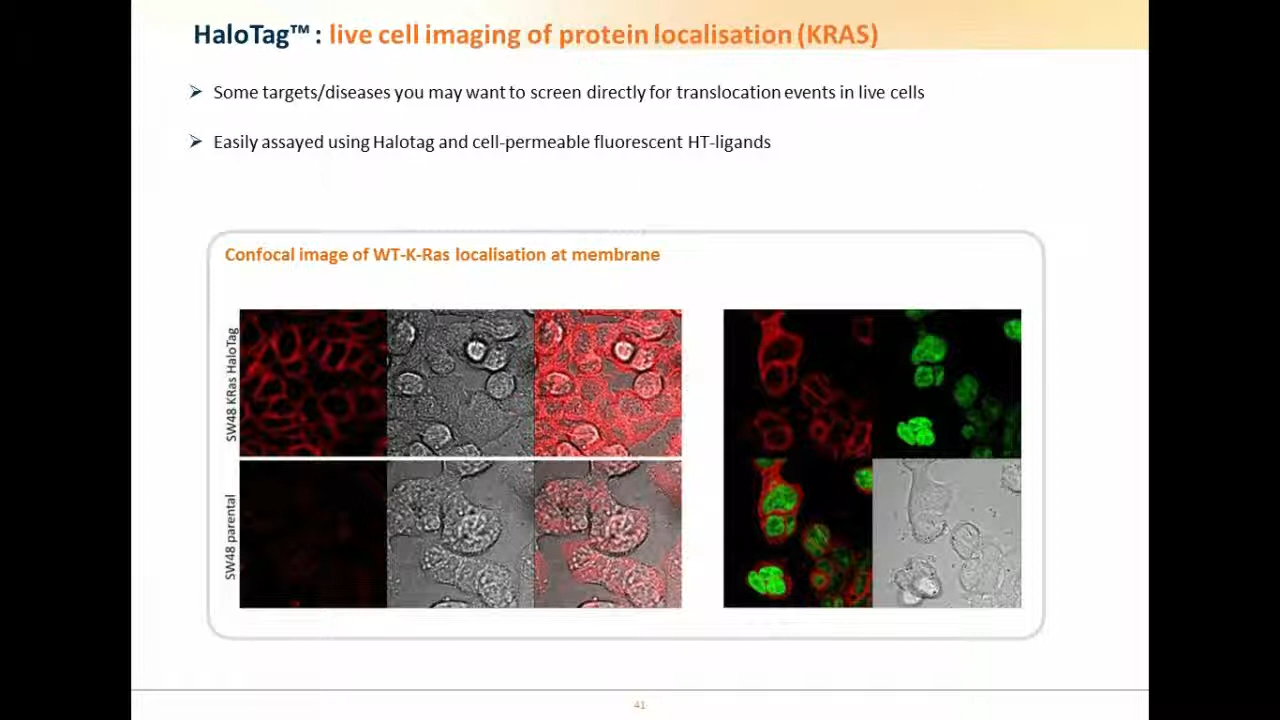 HaloTag™ : live cell imaging of protein localisation (KRAS)
Some targets/diseases you may want to screen directly for translocation events in live cells
Easily assayed using Halotag and cell-permeable fluorescent HT-ligands
Confocal image of WT-K-Ras localisation at membrane
SW48 KRas HaloTag
SW48 parental
41